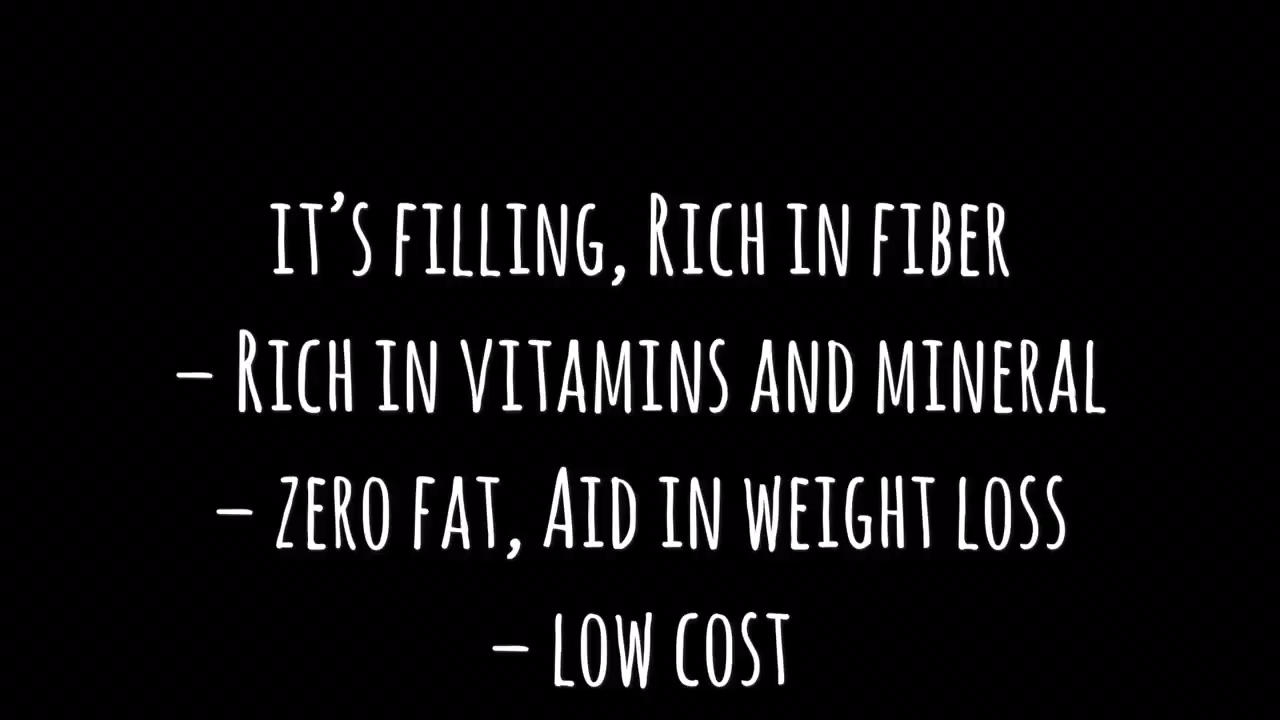 it's filling, Rich in fiber
– Rich in vitamins and mineral
– zero fat, Aid in weight loss
– low cost